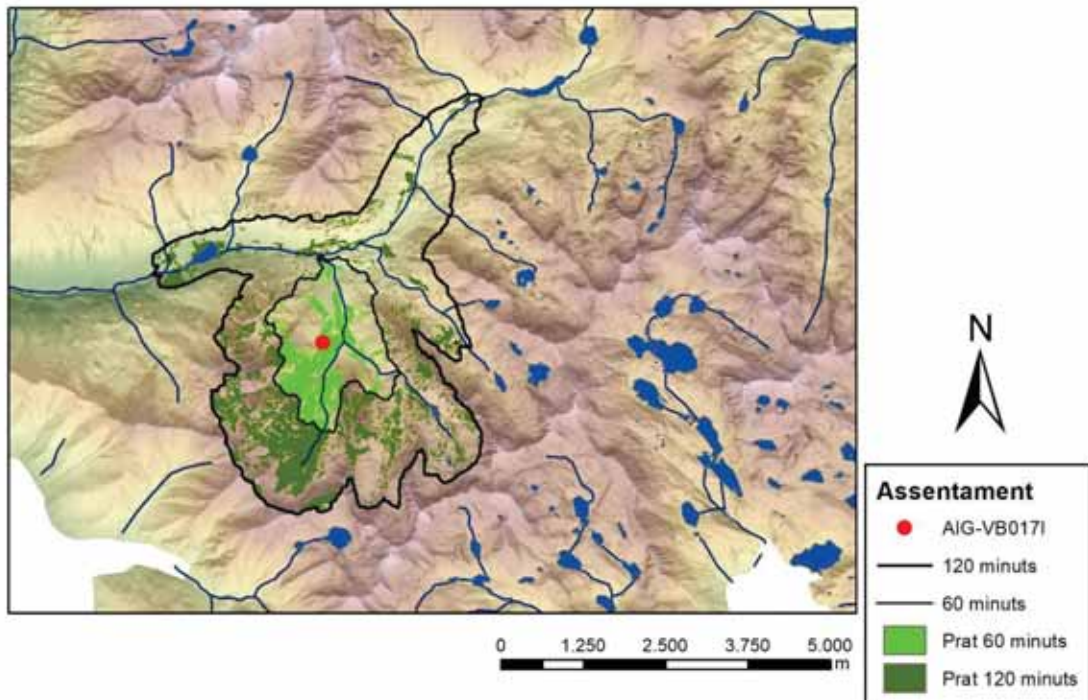 N
Assentament
AIG-VB017I
120 minuts
60 minuts
Prat 60 minuts
Prat 120 minuts
0 1.250 2.500 3.750 5.000
m